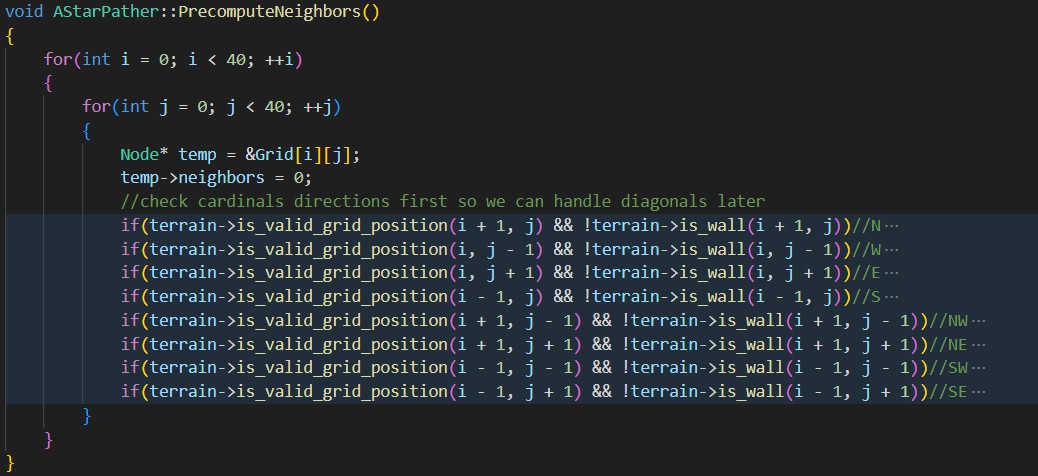 void AStarPather::PrecomputeNeighbors()
{
    for(int i = 0; i < 40; ++i)
    {
        for(int j = 0; j < 40; ++j)
        {
            Node* temp = &Grid[i][j];
            temp->neighbors = 0;
            //check cardinals directions first so we can handle diagonals later
            if(terrain->is_valid_grid_position(i + 1, j) && !terrain->is_wall(i + 1, j))//N…
            if(terrain->is_valid_grid_position(i, j - 1) && !terrain->is_wall(i, j - 1))//W…
            if(terrain->is_valid_grid_position(i, j + 1) && !terrain->is_wall(i, j + 1))//E…
            if(terrain->is_valid_grid_position(i - 1, j) && !terrain->is_wall(i - 1, j))//S…
            if(terrain->is_valid_grid_position(i + 1, j - 1) && !terrain->is_wall(i + 1, j - 1))//NW…
            if(terrain->is_valid_grid_position(i + 1, j + 1) && !terrain->is_wall(i + 1, j + 1))//NE…
            if(terrain->is_valid_grid_position(i - 1, j - 1) && !terrain->is_wall(i - 1, j - 1))//SW…
            if(terrain->is_valid_grid_position(i - 1, j + 1) && !terrain->is_wall(i - 1, j + 1))//SE…
        }
    }
}